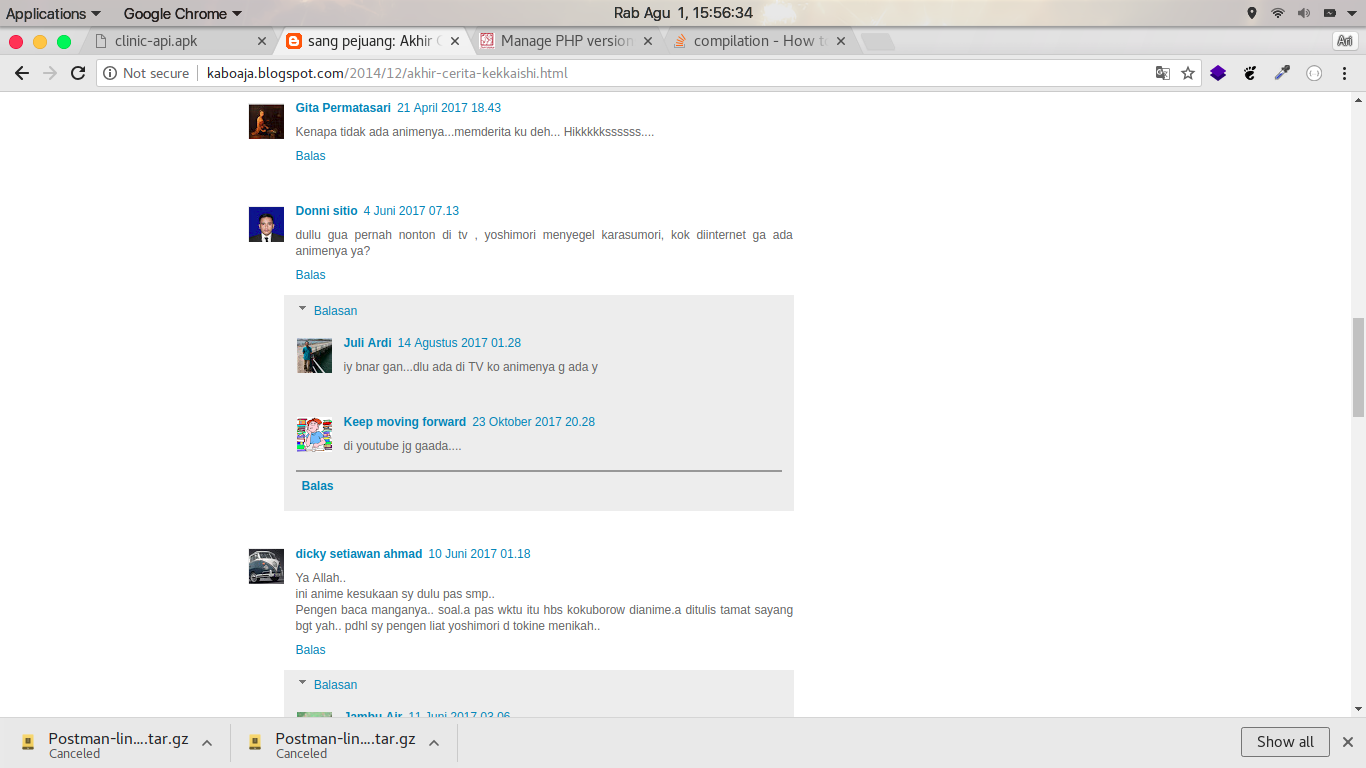 Applications Google Chrome Rab Agu 1, 15:56:34
clinic-api.apk sang pejuang: Akhir Manage PHP version compilation - How to Ari
Not secure kaboaja.blogspot.com/2014/12/akhir-cerita-kekkaishi.html
Gita Permatasari 21 April 2017 18.43
Kenapa tidak ada animenya...memderita ku deh... Hikkkkkssssss....
Balas
Donni sitio 4 Juni 2017 07.13
dullu gua pernah nonton di tv , yoshimori menyegel karasumori, kok diinternet ga ada
animenya ya?
Balas
Balasan
Juli Ardi 14 Agustus 2017 01.28
iy bnar gan...dlu ada di TV ko animenya g ada y
Keep moving forward 23 Oktober 2017 20.28
di youtube jg gaada....
Balas
dicky setiawan ahmad 10 Juni 2017 01.18
Ya Allah..
ini anime kesukaan sy dulu pas smp..
Pengen baca manganya.. soal.a pas wktu itu hbs kokuborow dianime.a ditulis tamat sayang
bgt yah.. pdhl sy pengen liat yoshimori d tokine menikah..
Balas
Balasan
Jambu Air 11 Juni 2017 03.06
Postman-lin....tar.gz Postman-lin....tar.gz Show all
Canceled Canceled